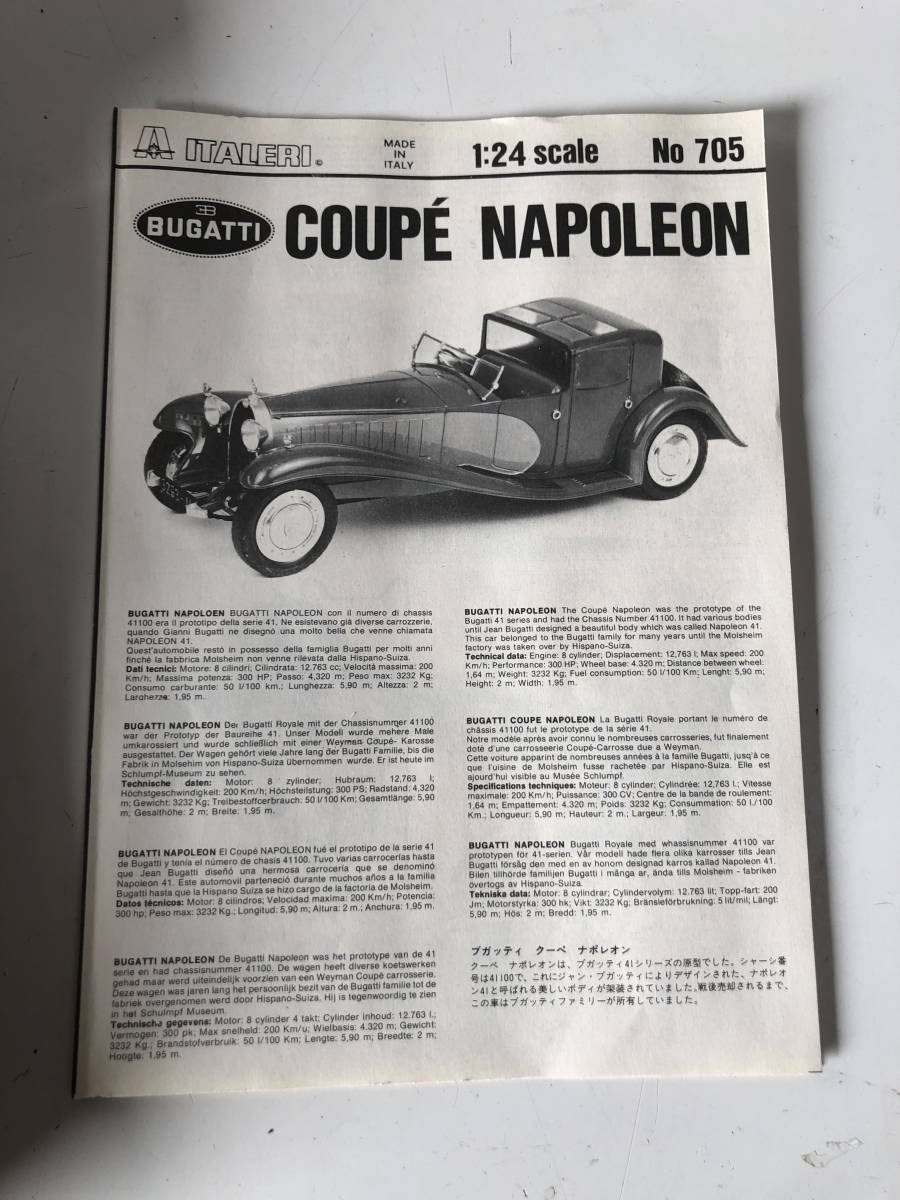 ITALERI©
MADE
IN
ITALY
1:24 scale
No 705
EB
BUGATTI
COUPÉ NAPOLEON
BUGATTI NAPOLOEN BUGATTI NAPOLEON con il numero di chassis
41100 era il prototipo della serie 41. Ne esistevano già diverse carrozzerie,
quando Gianni Bugatti ne disegnò una molto bella che venne chiamata
NAPOLEON 41.
Quest'automobile restò in possesso della famiglia Bugatti per molti anni
finchè la fabbrica Molsheim non venne rilevata dalla Hispano-Suiza.
Dati tecnici: Motore: 8 cilindri; Cilindrata: 12.763 cc; Velocità massima: 200
Km/h; Massima potenza: 300 HP; Passo: 4,320 m; Peso max: 3232 Kg;
Consumo carburante: 50 l/100 km.; Lunghezza: 5,90 m; Altezza: 2 m;
Larghezza: 1,95 m.
BUGATTI NAPOLEON Der Bugatti Royale mit der Chassisnummer 41100
war der Prototyp der Baureihe 41. Unser Modell wurde mehere Male
umkarossiert und wurde schließlich mit einer Weyman Coupé- Karosse
ausgestattet. Der Wagen gehört viele Jahre lang der Bugatti Familie, bis die
Fabrik in Molsehim von Hispano-Suiza übernommen wurde. Er ist heute im
Schlumpf-Museum zu sehen.
Technische daten: Motor: 8 zylinder; Hubraum: 12,763 l;
Höchstgeschwindigkeit: 200 Km/h; Höchsteilstung: 300 PS; Radstand: 4,320
m; Gewicht: 3232 Kg; Treibestoffcerbrauch: 50 l/100 Km; Gesamtlänge: 5,90
m; Gesalthöhe: 2 m; Breite: 1,95 m.
BUGATTI NAPOLEON El Coupé NAPOLEON fué el prototipo de la serie 41
de Bugatti y tenía el número de chasis 41100. Tuvo varias carrocerías hasta
que Jean Bugatti diseñó una hermosa carrocería que se denominó
Napoleon 41. Este automovil parteneció durante muchos años a la familia
Bugatti hasta que la Hispano Suiza se hizo cargo de la factoria de Molsheim.
Datos técnicos: Motor: 8 cilindros; Velocidad maxima: 200 Km/h; Potencia:
300 hp; Peso max: 3232 Kg.; Longitud: 5,90 m; Altura: 2 m.; Anchura: 1,95 m.
BUGATTI NAPOLEON De Bugatti Napoleon was het prototype van de 41
serie en had chassisnummer 41100. De wagen heeft diverse koetswerken
gehad maar werd uiteindelijk voorzien van een Weyman Coupé carrosserie.
Deze wagen was jaren lang het persoonlijk bezit van de Bugatti familie tot de
fabriek overgenomen werd door Hispano-Suiza. Hij is tegenwoordig te zien
in het Schulmpf Museum.
Technische gegevens: Motor: 8 cylinder 4 takt; Cylinder inhoud: 12.763 l.;
Vermogen: 300 pk; Max snelheld: 200 Km/u; Wielbasis: 4.320 m; Gewicht:
3232 Kg.; Brandstofverbruik: 50 l/100 Km; Lengte: 5,90 m; Breedte: 2 m;
Hoogte: 1,95 m.
BUGATTI NAPOLEON The Coupé Napoleon was the prototype of the
Bugatti 41 series and had the Chassis Number 41100. It had various bodies
until Jean Bugatti designed a beautiful body which was called Napoleon 41.
This car belonged to the Bugatti family for many years until the Molsheim
factory was taken over by Hispano-Suiza.
Technical data: Engine: 8 cylinder; Displacement: 12,763 l; Max speed: 200
Km/h; Performance: 300 HP; Wheel base: 4.320 m; Distance between wheel:
1,64 m; Weight: 3232 Kg; Fuel consumption: 50 l/100 Km; Lenght: 5,90 m;
Height: 2 m; Width: 1,95 m.
BUGATTI COUPE NAPOLEON La Bugatti Royale portant le numéro de
châssis 41100 fut le prototype de la série 41.
Notre modèle après avoir connu le nombreuses carrosseries, fut finalement
doté d'une carrosseerie Coupé-Carrosse due a Weyman.
Cette voiture appartint de nombreuses années à la famille Bugatti, jusq'à ce
que l'uisine de Molsheim fusse rachetée par Hispano-Suiza. Elle est
ajourd'hui visible au Musée Schlumpf.
Specifications techniques: Moteur: 8 cylinder; Cylindrée: 12,763 l.; Vitesse
maximale: 200 Km/h; Puissance: 300 CV; Centre de la bande de roulement:
1,64 m; Empattement: 4.320 m; Poids: 3232 Kg; Consummation: 50 l./100
Km.; Longueur: 5,90 m; Hauteur: 2 m.; Largeur: 1,95 m.
BUGATTI NAPOLEON Bugatti Royale med whassisnummer 41100 var
prototypen för 41-serien. Vår modell hade fiera olika karrosser tills Jean
Bugatti försåg den med en av honom designad karros kallad Napoleon 41.
Bilen tillhörde familijen Bugatti i många ar, ända tills Molsheim - fabriken
övertogs av Hispano-Suiza.
Tekniska data: Motor: 8 cylindrar; Cylindervolym: 12.763 lit; Topp-fart: 200
Jm; Motorstyrka: 300 hk; Vikt: 3232 Kg; Bränsleförbrukning: 5 lit/mil; Längt:
5,90 m; Hös: 2 m; Bredd: 1,95 m.
ブガッティ クーペ ナポレオン
クーペ ナポレオンは、ブガッティ41シリーズの原型でした。シャーシ番
号は41100で、これにジャン・ブガッティによりデザインされた、ナポレオ
ン41と呼ばれる美しいボディが架装されていました。戦後売却されるまで、
この車はブガッティファミリーが所有していました。